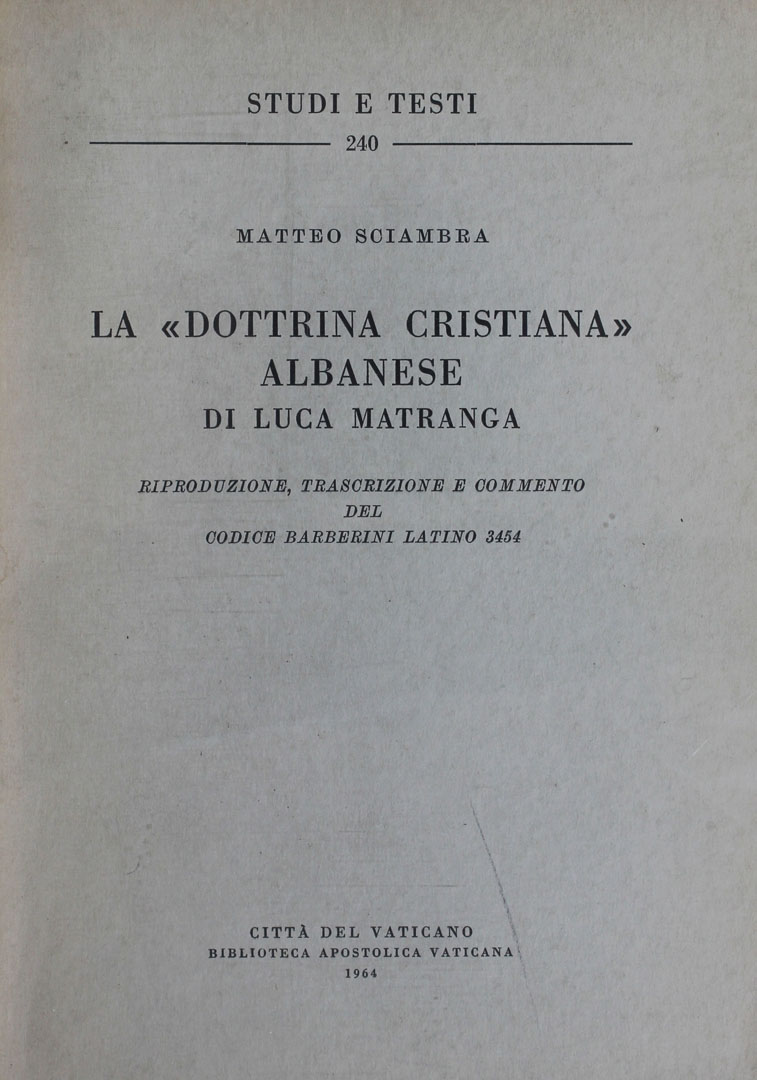 STUDI E TESTI
240
MATTEO SCIAMBRA
LA «DOTTRINA CRISTIANA»
ALBANESE
DI LUCA MATRANGA
RIPRODUZIONE, TRASCRIZIONE E COMMENTO
DEL
CODICE BARBERINI LATINO 3454
CITTÀ DEL VATICANO
BIBLIOTECA APOSTOLICA VATICANA
1964